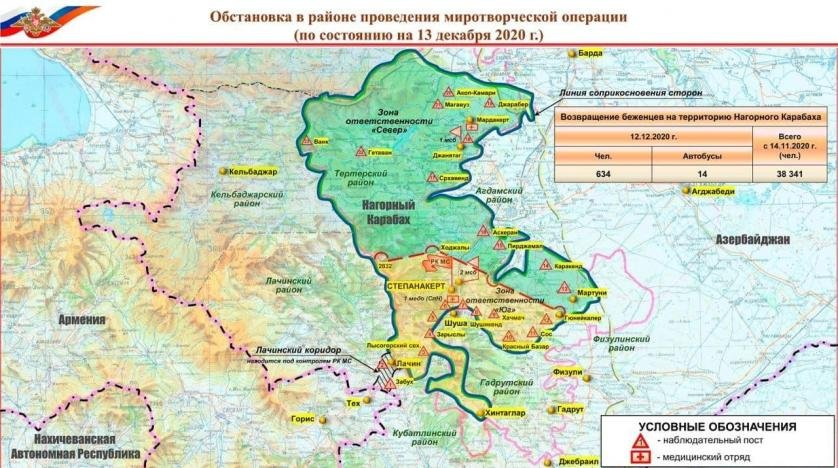 Обстановка в районе проведения миротворческой операции
(по состоянию на 13 декабря 2020 г.)
Барда
Линия соприкосновения сторон
Возвращение беженцев на территорию Нагорного Карабаха
12.12.2020 г.
Всего
с 14.11.2020 г.
(чел.)
Чел.
Автобусы
634
14
38 341
Акоп-Камари
Магавуз
Джарабер
Мардакерт
1 мсб
Джанятаг
Зона
ответственности
«Север»
Ванк
Гетаван
Тертерский
район
Срхавенд
Кельбаджар
Кельбаджарский
район
Агдамский
район
Агджабеди
Нагорный
Карабах
Азербайджан
Аскеран
Ходжалы
Пирджамал
2832
РК МС
2 мсб
Каракенд
СТЕПАНАКЕРТ
1 медо (СпН)
Зона
ответственности
«Юг»
Мартуни
Лачинский
район
Шуша
Шушикенд
Хачмач
Гюнейкалер
Сос
Зарыслы
Красный Базар
Физулинский
район
Армения
Лачинский коридор
находится под контролем РК МС
Лысогорский сех.
Лачин
Забух
Гадрутский
район
Физули
Тех
Горис
Хинтаглар
Гадрут
Кубатлинский
район
Джебраил
Нахичеванская
Автономная Республика
УСЛОВНЫЕ ОБОЗНАЧЕНИЯ
- наблюдательный пост
- медицинский отряд